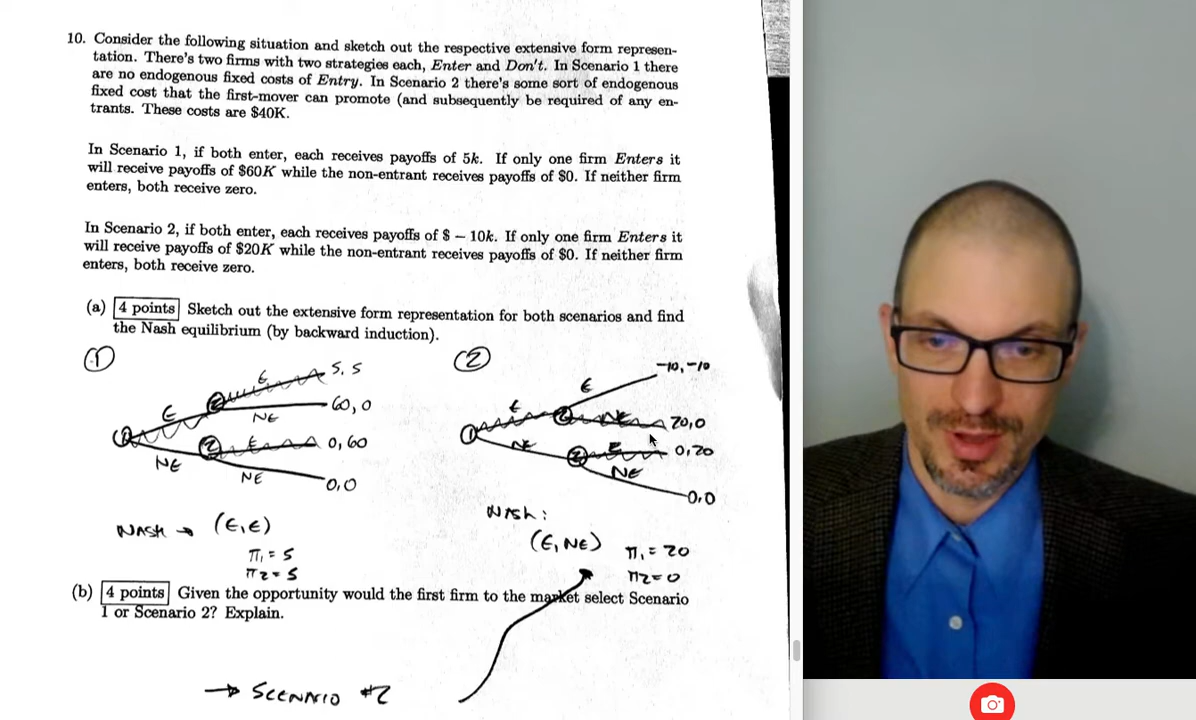 10. Consider the following situation and sketch out the respective extensive form represen-
tation. There's two firms with two strategies each, Enter and Don't. In Scenario 1 there
are no endogenous fixed costs of Entry. In Scenario 2 there's some sort of endogenous
fixed cost that the first-mover can promote (and subsequently be required of any en-
trants. These costs are $40K.
In Scenario 1, if both enter, each receives payoffs of 5k. If only one firm Enters it
will receive payoffs of $60K while the non-entrant receives payoffs of $0. If neither firm
enters, both receive zero.
In Scenario 2, if both enter, each receives payoffs of $ – 10k. If only one firm Enters it
will receive payoffs of $20K while the non-entrant receives payoffs of $0. If neither firm
enters, both receive zero.
(a) 4 points Sketch out the extensive form representation for both scenarios and find
the Nash equilibrium (by backward induction).
1
E 5, 5
2
E NE 60, 0
2 E 0, 60
NE NE 0,0
2
E -10, -10
E 2 NE 20,0
NE 2 E 0,20
NE 0,0
NASH → (E,E)
π1 = 5
π2 = 5
NASH:
(E, NE) π1 = 20
π2 = 0
(b) 4 points Given the opportunity would the first firm to the market select Scenario
1 or Scenario 2? Explain.
→ SCENARIO #2